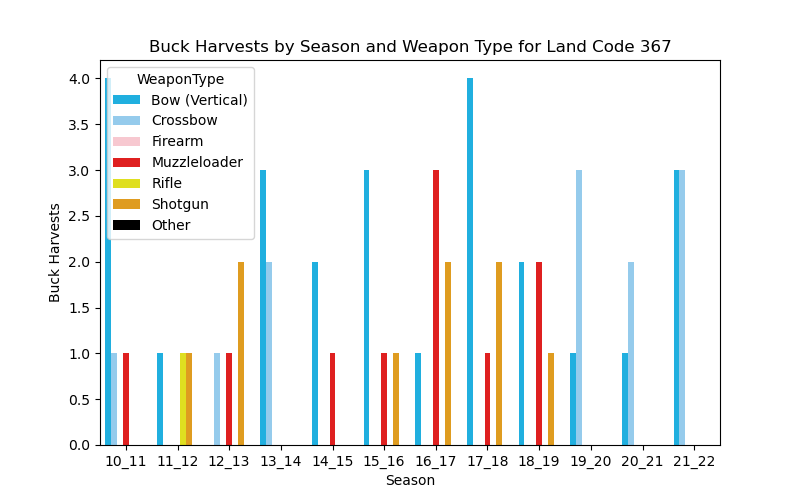 Buck Harvests by Season and Weapon Type for Land Code 367
4.0
3.5
3.0
2.5
2.0
1.5
1.0
0.5
0.0
Buck Harvests
WeaponType
Bow (Vertical)
Crossbow
Firearm
Muzzleloader
Rifle
Shotgun
Other
10_11 11_12 12_13 13_14 14_15 15_16 16_17 17_18 18_19 19_20 20_21 21_22
Season